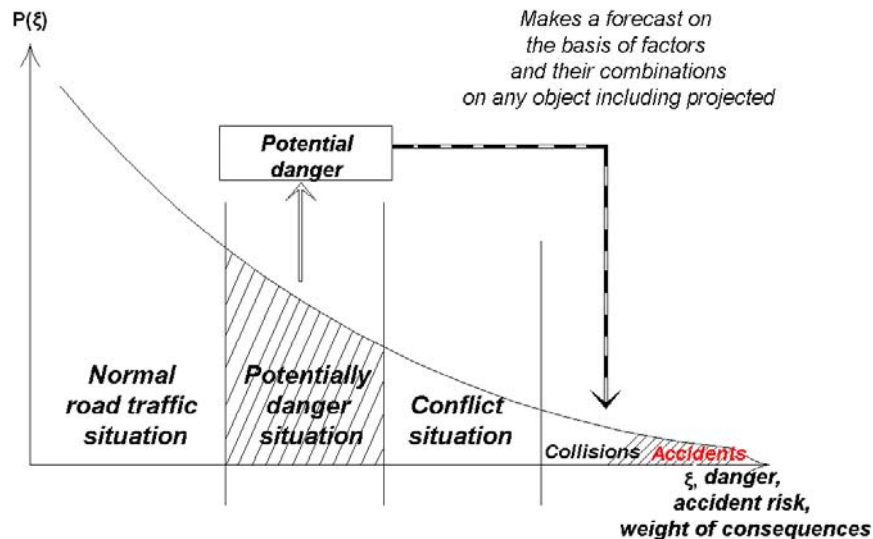 P(ξ)
Makes a forecast on
the basis of factors
and their combinations
on any object including projected
Potential
danger
Normal
road traffic
situation
Potentially
danger
situation
Conflict
situation
Collisions
Accidents
ξ, danger,
accident risk,
weight of consequences